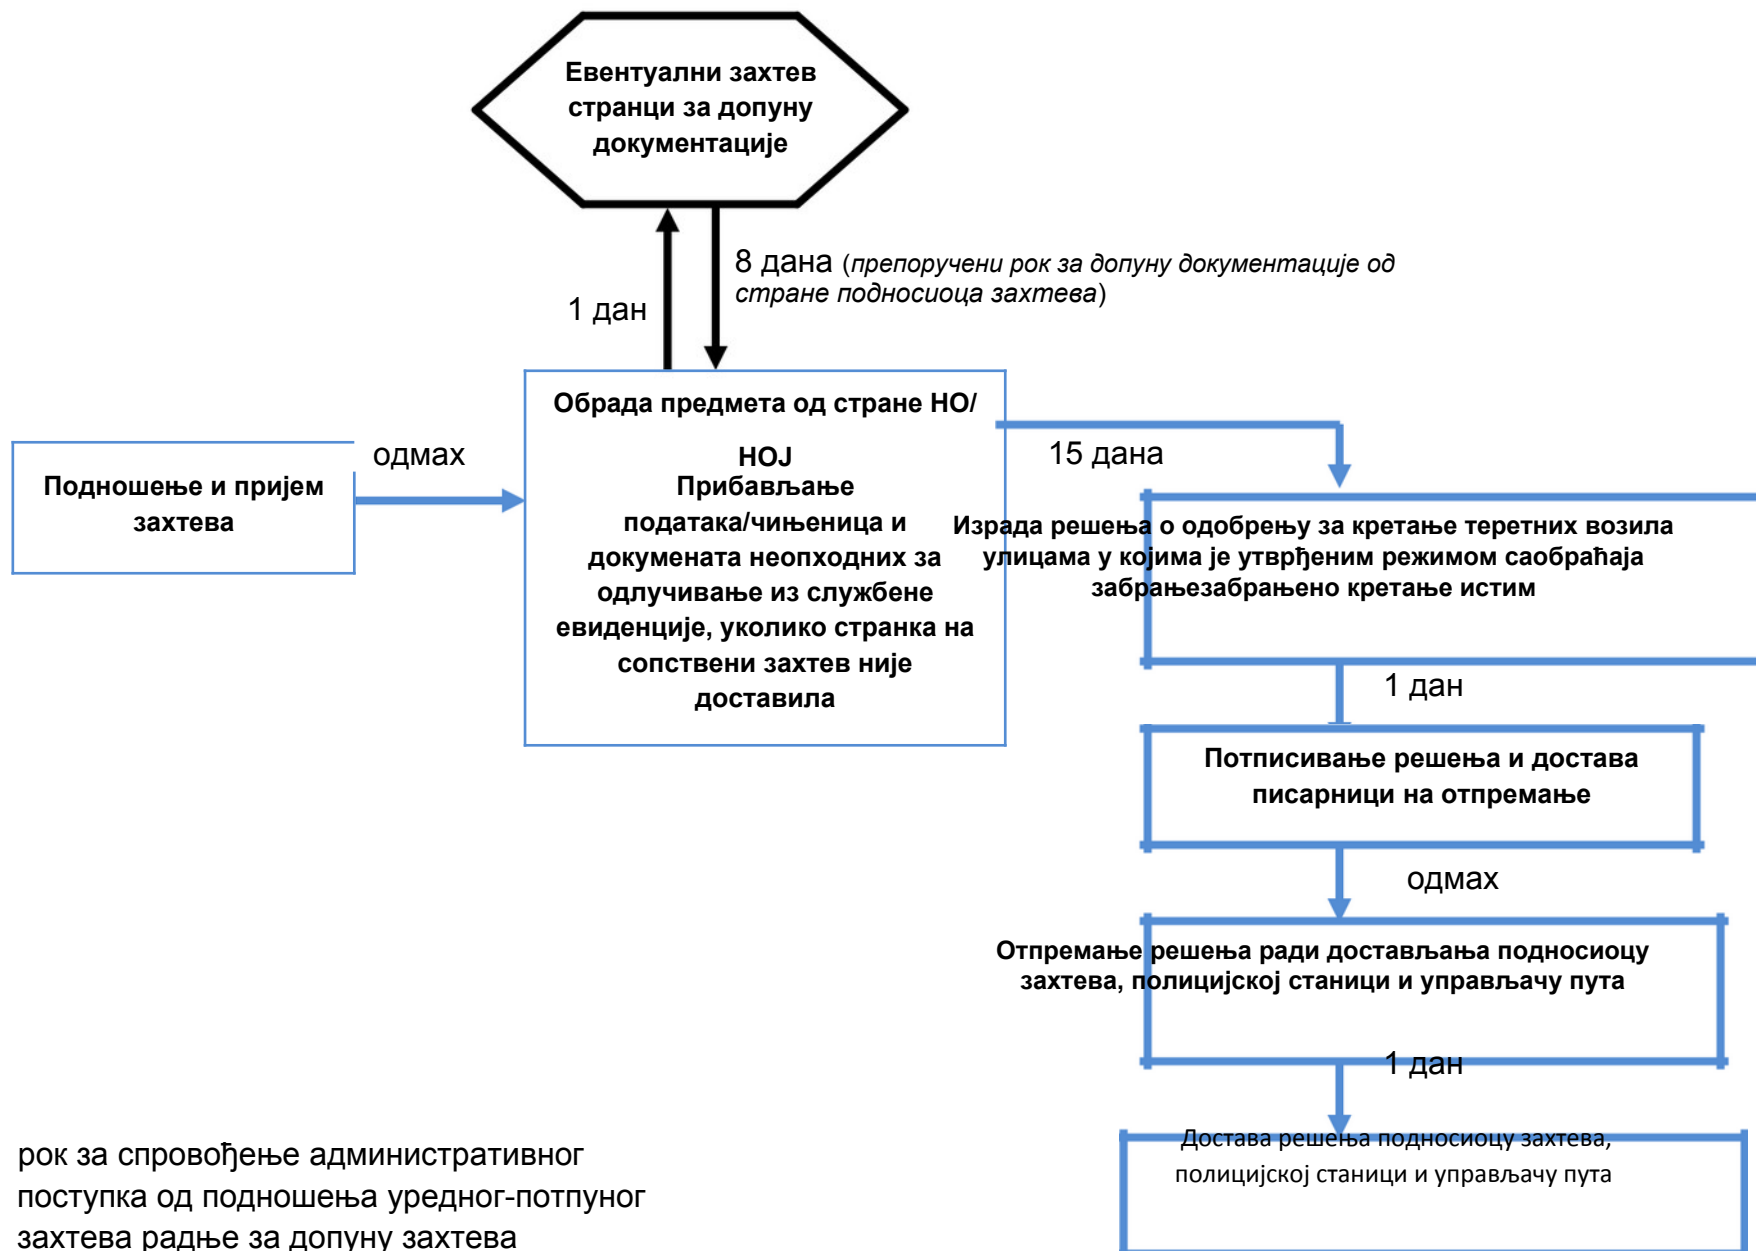 Евентуални захтев
странци за допуну
документације
8 дана (препоручени рок за допуну документације од
стране подносиоца захтева)
1 дан
Подношење и пријем
захтева
одмах
Обрада предмета од стране НО/
НОЈ
Прибављање
података/чињеница и
докумената неопходних за
одлучивање из службене
евиденције, уколико странка на
сопствени захтев није
доставила
15 дана
Израда решења о одобрењу за кретање теретних возила
улицама у којима је утврђеним режимом саобраћаја
забрањезабрањено кретање истим
1 дан
Потписивање решења и достава
писарници на отпремање
одмах
Отпремање решења ради достављања подносиоцу
захтева, полицијској станици и управљачу пута
1 дан
Достава решења подносиоцу захтева,
полицијској станици и управљачу пута
рок за спровођење административног
поступка од подношења уредног-потпуног
захтева радње за допуну захтева